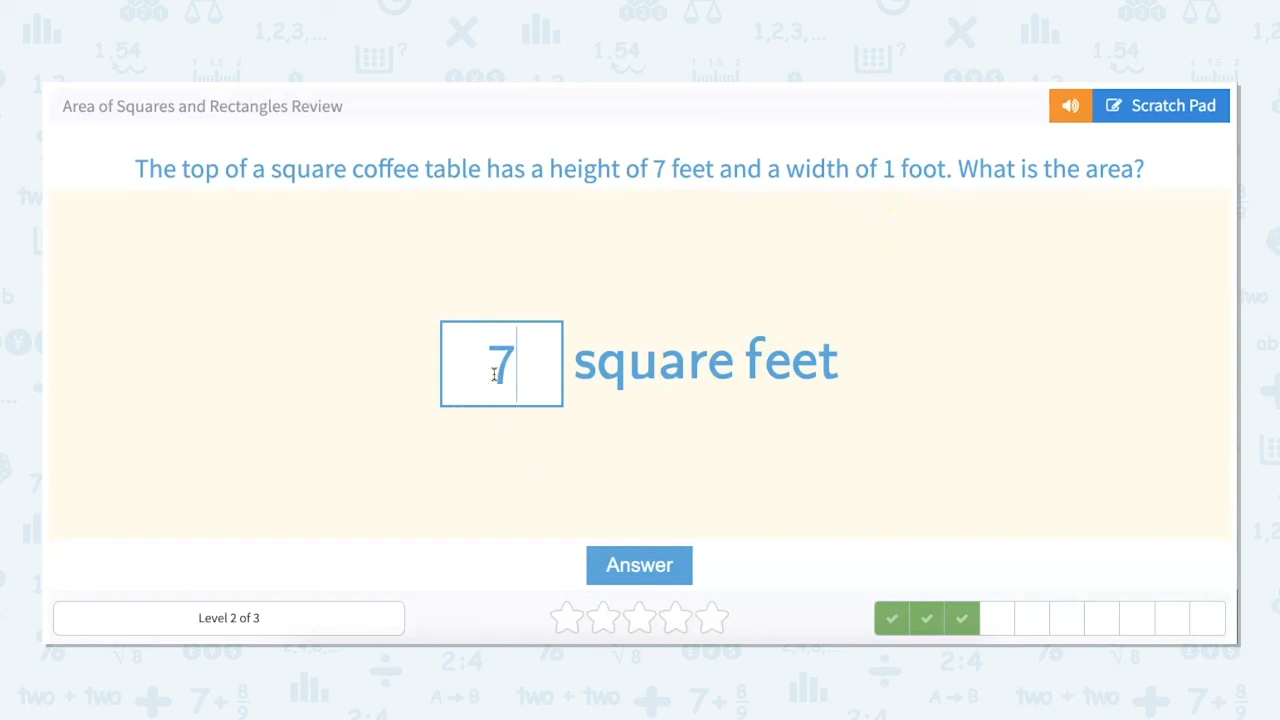 Area of Squares and Rectangles Review
Scratch Pad
The top of a square coffee table has a height of 7 feet and a width of 1 foot. What is the area?
7 square feet
Answer
Level 2 of 3